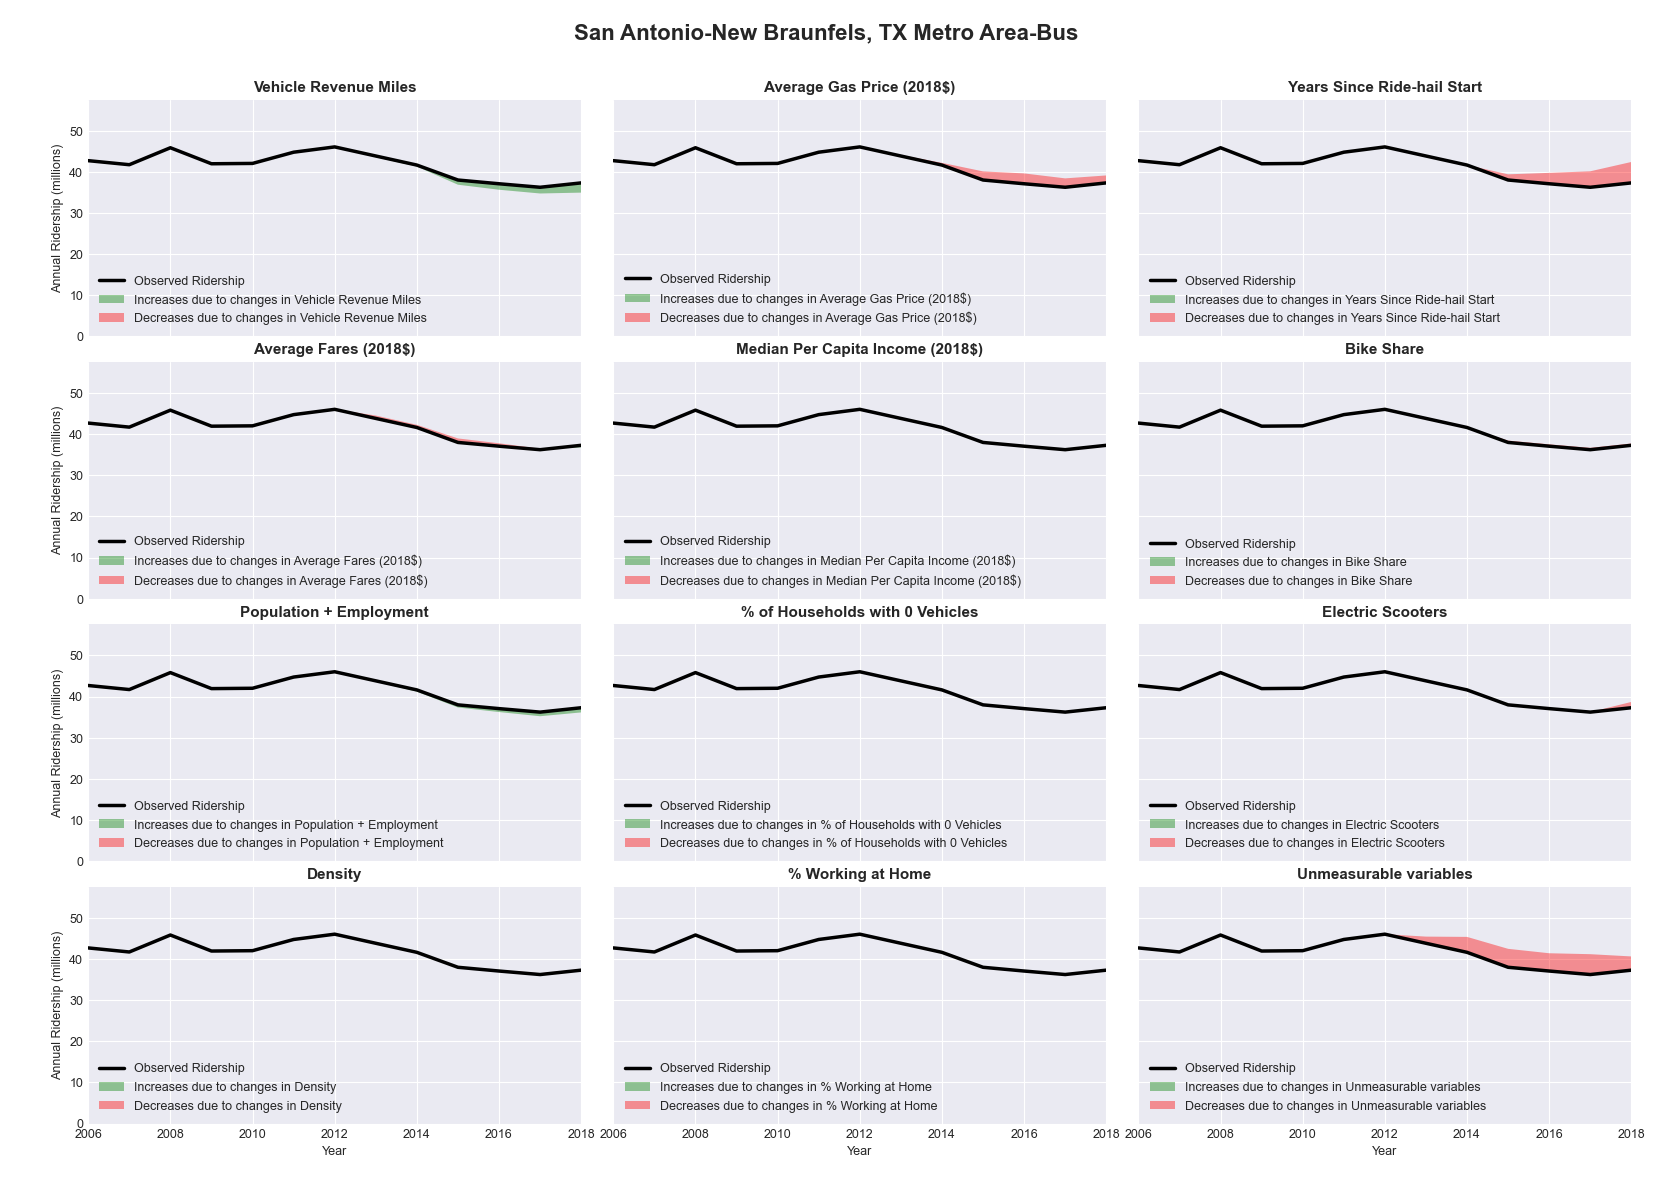 San Antonio-New Braunfels, TX Metro Area-Bus
Vehicle Revenue Miles
Annual Ridership (millions)
50
40
30
20
10
0
Observed Ridership
Increases due to changes in Vehicle Revenue Miles
Decreases due to changes in Vehicle Revenue Miles
Average Gas Price (2018$)
Observed Ridership
Increases due to changes in Average Gas Price (2018$)
Decreases due to changes in Average Gas Price (2018$)
Years Since Ride-hail Start
Observed Ridership
Increases due to changes in Years Since Ride-hail Start
Decreases due to changes in Years Since Ride-hail Start
Average Fares (2018$)
Annual Ridership (millions)
50
40
30
20
10
0
Observed Ridership
Increases due to changes in Average Fares (2018$)
Decreases due to changes in Average Fares (2018$)
Median Per Capita Income (2018$)
Observed Ridership
Increases due to changes in Median Per Capita Income (2018$)
Decreases due to changes in Median Per Capita Income (2018$)
Bike Share
Observed Ridership
Increases due to changes in Bike Share
Decreases due to changes in Bike Share
Population + Employment
Annual Ridership (millions)
50
40
30
20
10
0
Observed Ridership
Increases due to changes in Population + Employment
Decreases due to changes in Population + Employment
% of Households with 0 Vehicles
Observed Ridership
Increases due to changes in % of Households with 0 Vehicles
Decreases due to changes in % of Households with 0 Vehicles
Electric Scooters
Observed Ridership
Increases due to changes in Electric Scooters
Decreases due to changes in Electric Scooters
Density
Annual Ridership (millions)
50
40
30
20
10
0
Observed Ridership
Increases due to changes in Density
Decreases due to changes in Density
2006 2008 2010 2012 2014 2016 2018
Year
% Working at Home
Observed Ridership
Increases due to changes in % Working at Home
Decreases due to changes in % Working at Home
2006 2008 2010 2012 2014 2016 2018
Year
Unmeasurable variables
Observed Ridership
Increases due to changes in Unmeasurable variables
Decreases due to changes in Unmeasurable variables
2006 2008 2010 2012 2014 2016 2018
Year